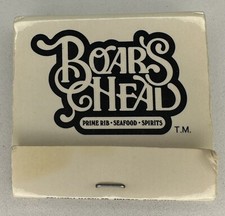 BOAR'S
HEAD
PRIME RIB • SEAFOOD • SPIRITS
T.M.